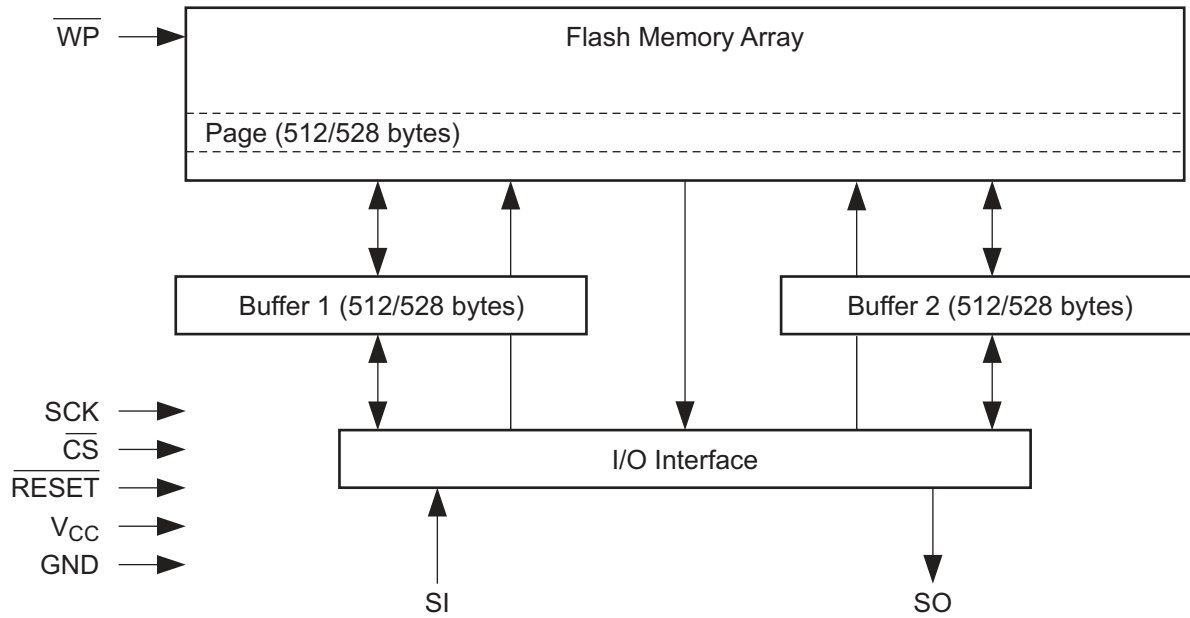 WP
Flash Memory Array
Page (512/528 bytes)
Buffer 1 (512/528 bytes)
Buffer 2 (512/528 bytes)
SCK
CS
RESET
VCC
GND
I/O Interface
SI
SO